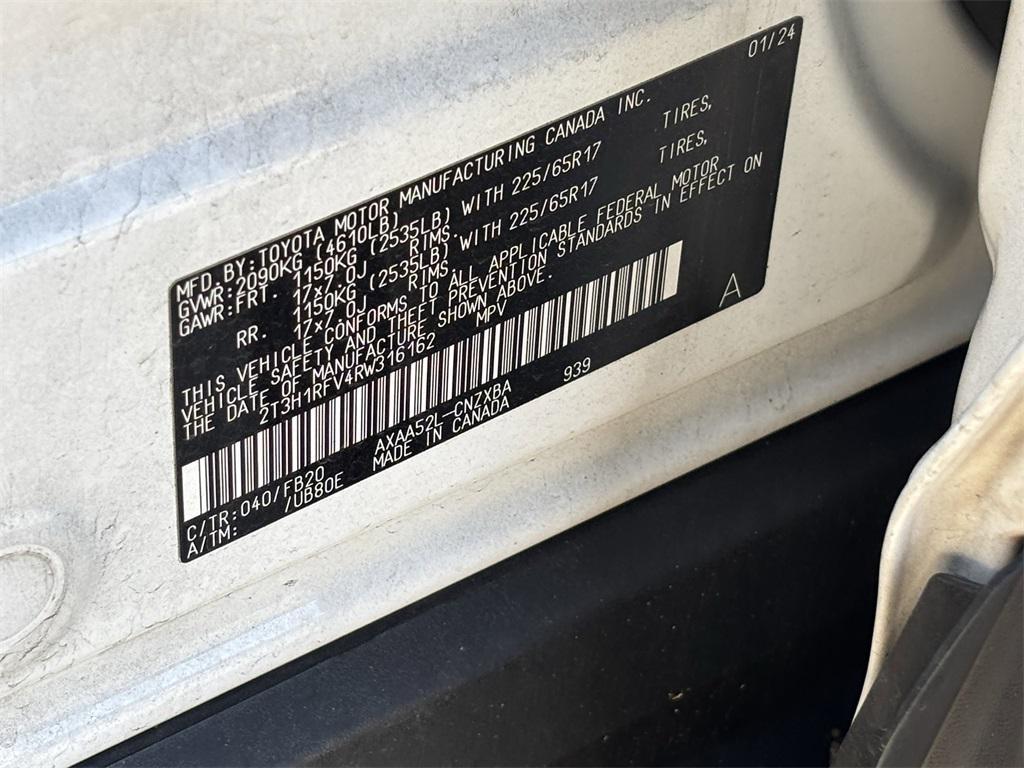 01/24
MFD. BY: TOYOTA MOTOR MANUFACTURING CANADA INC.
GVWR: 2090KG (4610LB)
GAWR: FRT. 1150KG (2535LB) WITH 225/65R17 TIRES,
17x7.0J RIMS.
RR. 1150KG (2535LB) WITH 225/65R17 TIRES,
17x7.0J RIMS.
THIS VEHICLE CONFORMS TO ALL APPLICABLE FEDERAL MOTOR
VEHICLE SAFETY AND THEFT PREVENTION STANDARDS IN EFFECT ON
THE DATE OF MANUFACTURE SHOWN ABOVE.
2T3H1RFV4RW316162 MPV
A
C/TR: 040/FB20 AXAA52L-CNZXBA 939
A/TM: /UB80E MADE IN CANADA